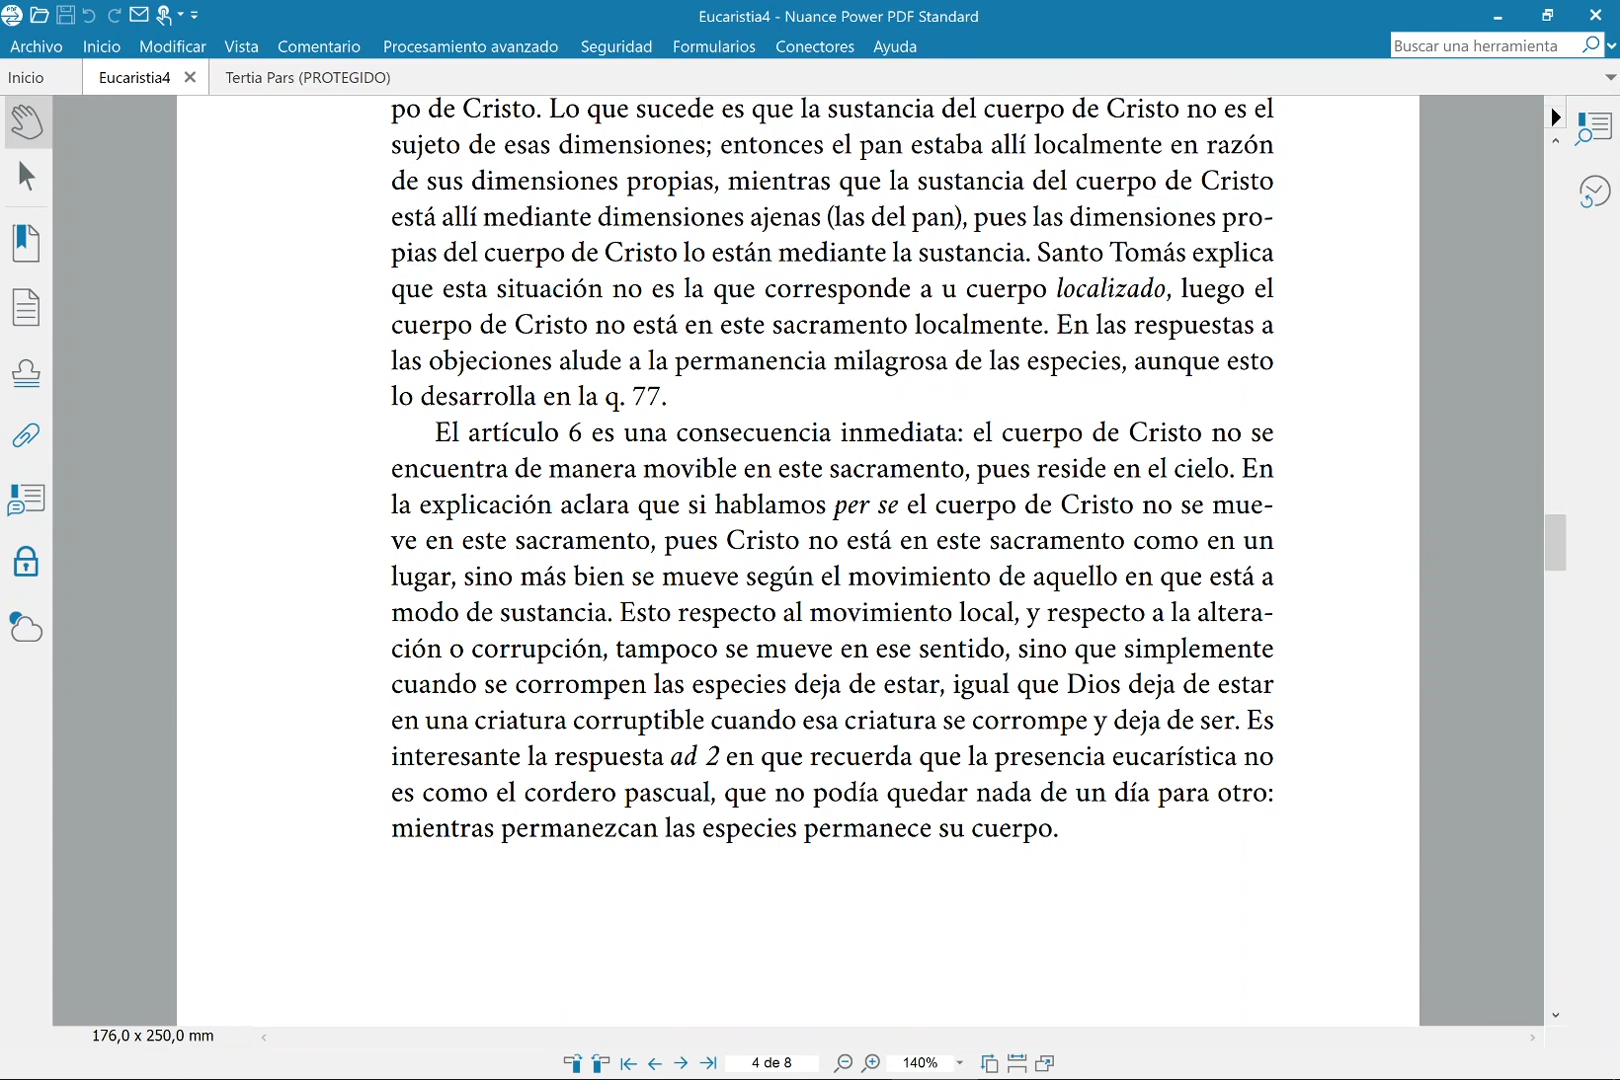 Eucaristia4 - Nuance Power PDF Standard
Archivo Inicio Modificar Vista Comentario Procesamiento avanzado Seguridad Formularios Conectores Ayuda
Buscar una herramienta
Inicio Eucaristia4 Tertia Pars (PROTEGIDO)
po de Cristo. Lo que sucede es que la sustancia del cuerpo de Cristo no es el
sujeto de esas dimensiones; entonces el pan estaba allí localmente en razón
de sus dimensiones propias, mientras que la sustancia del cuerpo de Cristo
está allí mediante dimensiones ajenas (las del pan), pues las dimensiones pro-
pias del cuerpo de Cristo lo están mediante la sustancia. Santo Tomás explica
que esta situación no es la que corresponde a u cuerpo localizado, luego el
cuerpo de Cristo no está en este sacramento localmente. En las respuestas a
las objeciones alude a la permanencia milagrosa de las especies, aunque esto
lo desarrolla en la q. 77.
El artículo 6 es una consecuencia inmediata: el cuerpo de Cristo no se
encuentra de manera movible en este sacramento, pues reside en el cielo. En
la explicación aclara que si hablamos per se el cuerpo de Cristo no se mue-
ve en este sacramento, pues Cristo no está en este sacramento como en un
lugar, sino más bien se mueve según el movimiento de aquello en que está a
modo de sustancia. Esto respecto al movimiento local, y respecto a la altera-
ción o corrupción, tampoco se mueve en ese sentido, sino que simplemente
cuando se corrompen las especies deja de estar, igual que Dios deja de estar
en una criatura corruptible cuando esa criatura se corrompe y deja de ser. Es
interesante la respuesta ad 2 en que recuerda que la presencia eucarística no
es como el cordero pascual, que no podía quedar nada de un día para otro:
mientras permanezcan las especies permanece su cuerpo.
176,0 x 250,0 mm
4 de 8 140%